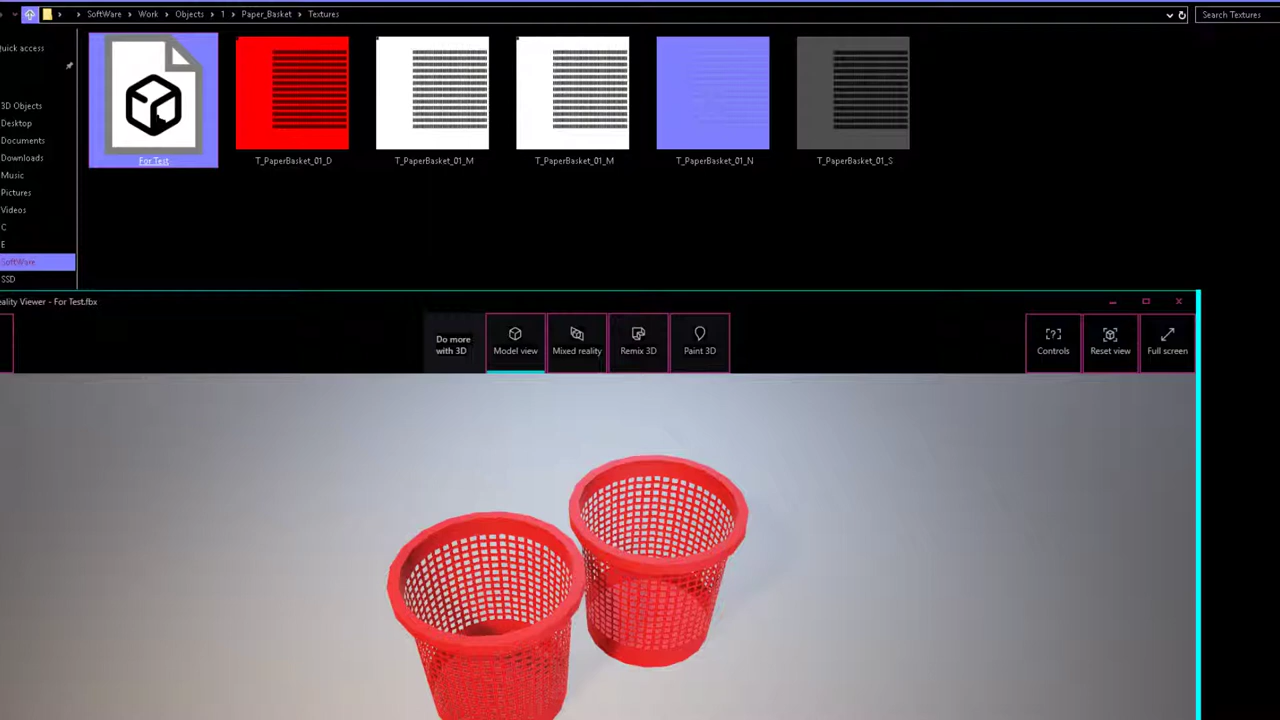 SoftWare > Work > Objects > 1 > Paper_Basket > Textures
Search Textures
uick access
3D Objects
Desktop
Documents
Downloads
Music
Pictures
Videos
C
E
SoftWare
SSD
For Test
T_PaperBasket_01_D
T_PaperBasket_01_M
T_PaperBasket_01_M
T_PaperBasket_01_N
T_PaperBasket_01_S
eality Viewer - For Test.fbx
Do more
with 3D
Model view
Mixed reality
Remix 3D
Paint 3D
Controls
Reset view
Full screen